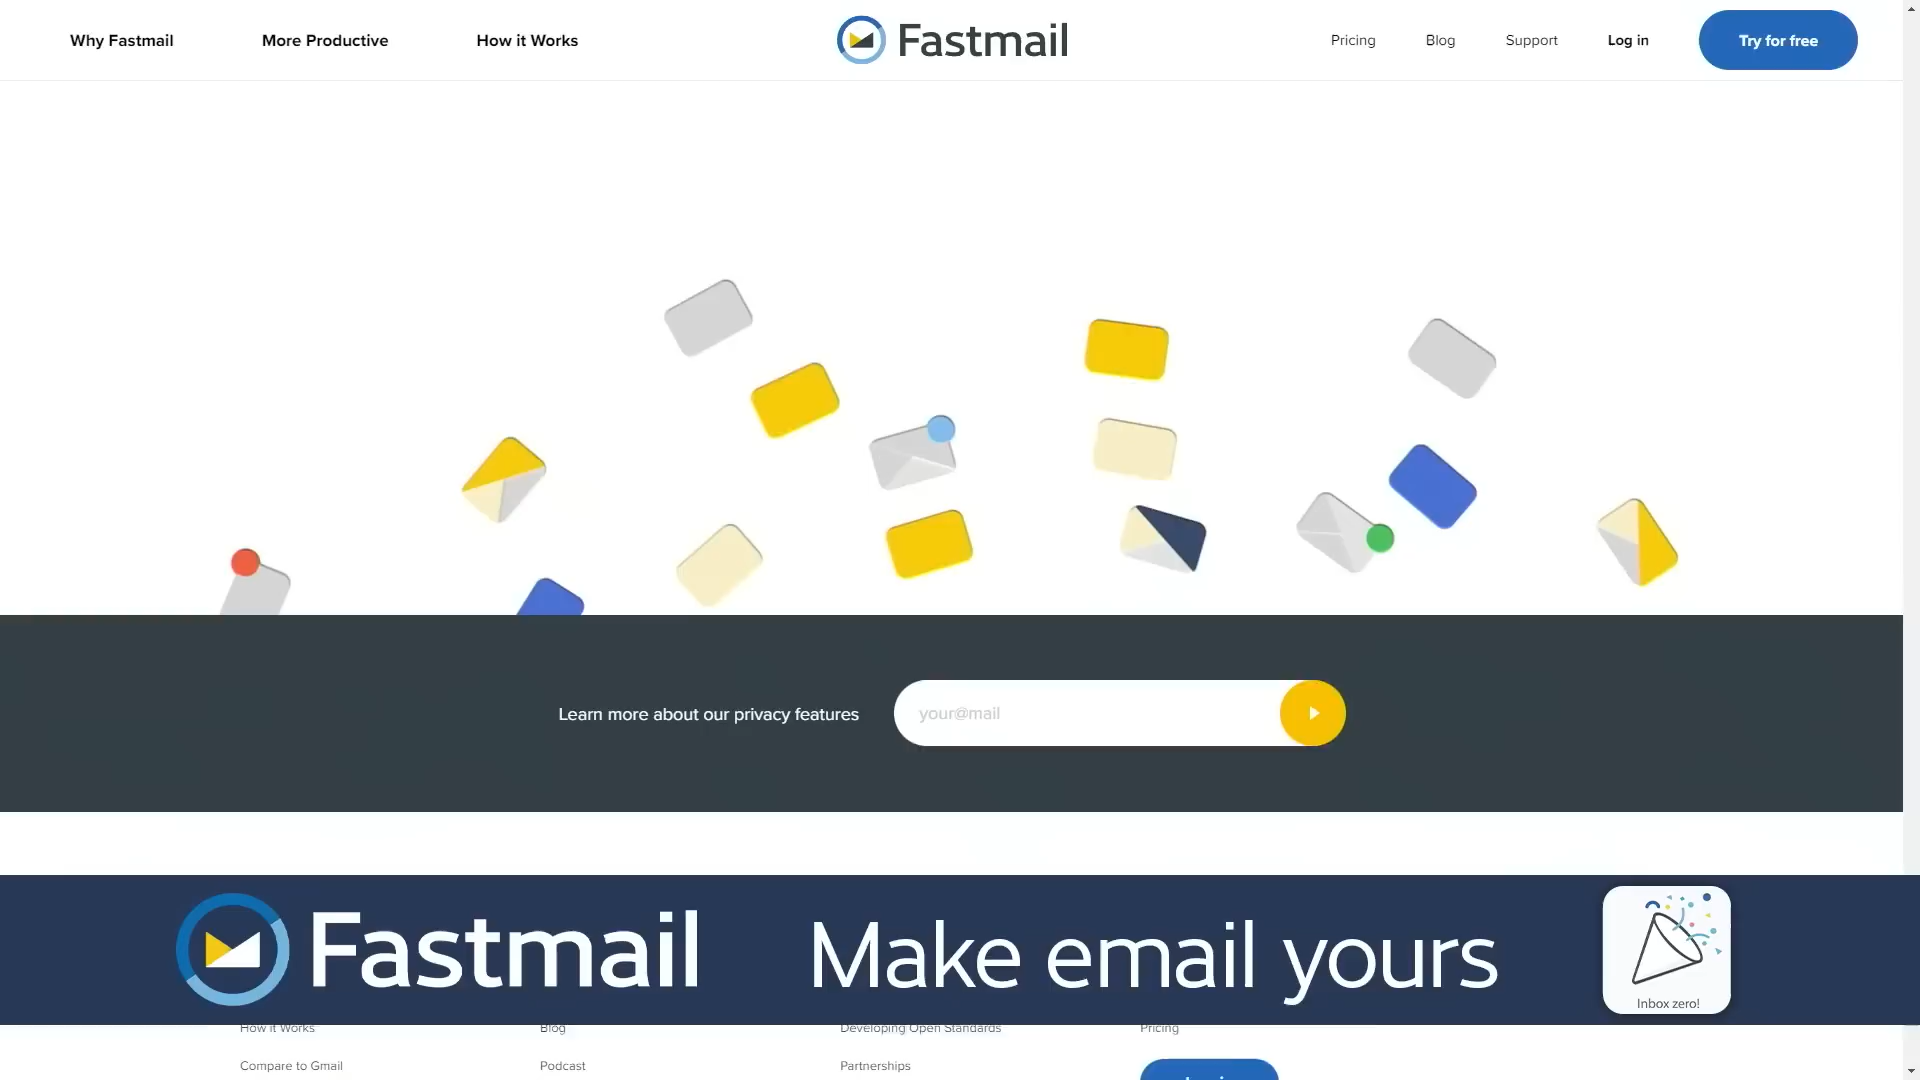 Why Fastmail
More Productive
How it Works
Fastmail
Pricing
Blog
Support
Log in
Try for free
Learn more about our privacy features
your@mail
Fastmail
Make email yours
Inbox zero!
How it Works
Blog
Developing Open Standards
Pricing
Compare to Gmail
Podcast
Partnerships